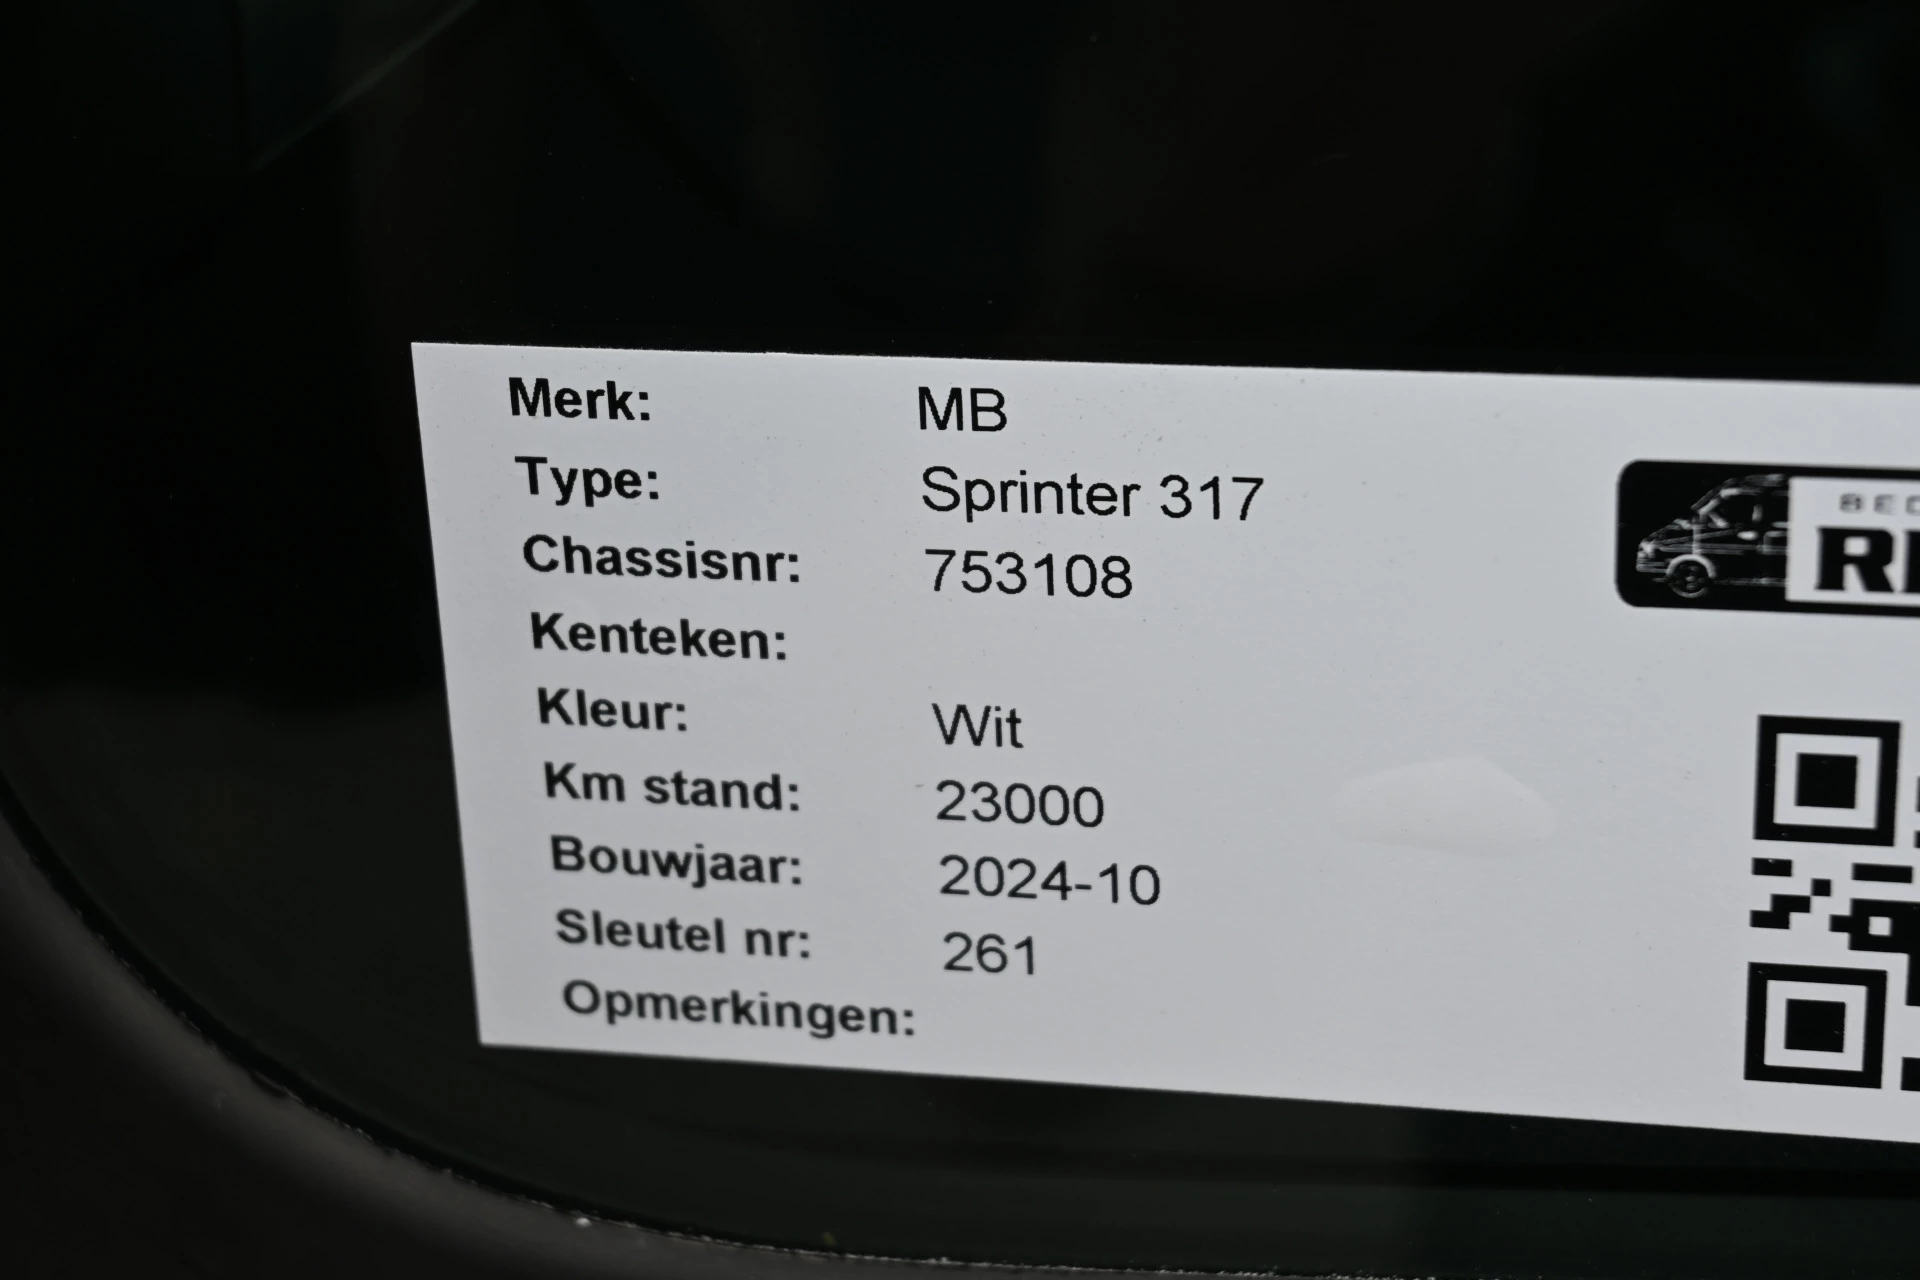 Merk: MB
Type: Sprinter 317
Chassisnr: 753108
Kenteken:
Kleur: Wit
Km stand: 23000
Bouwjaar: 2024-10
Sleutel nr: 261
Opmerkingen: